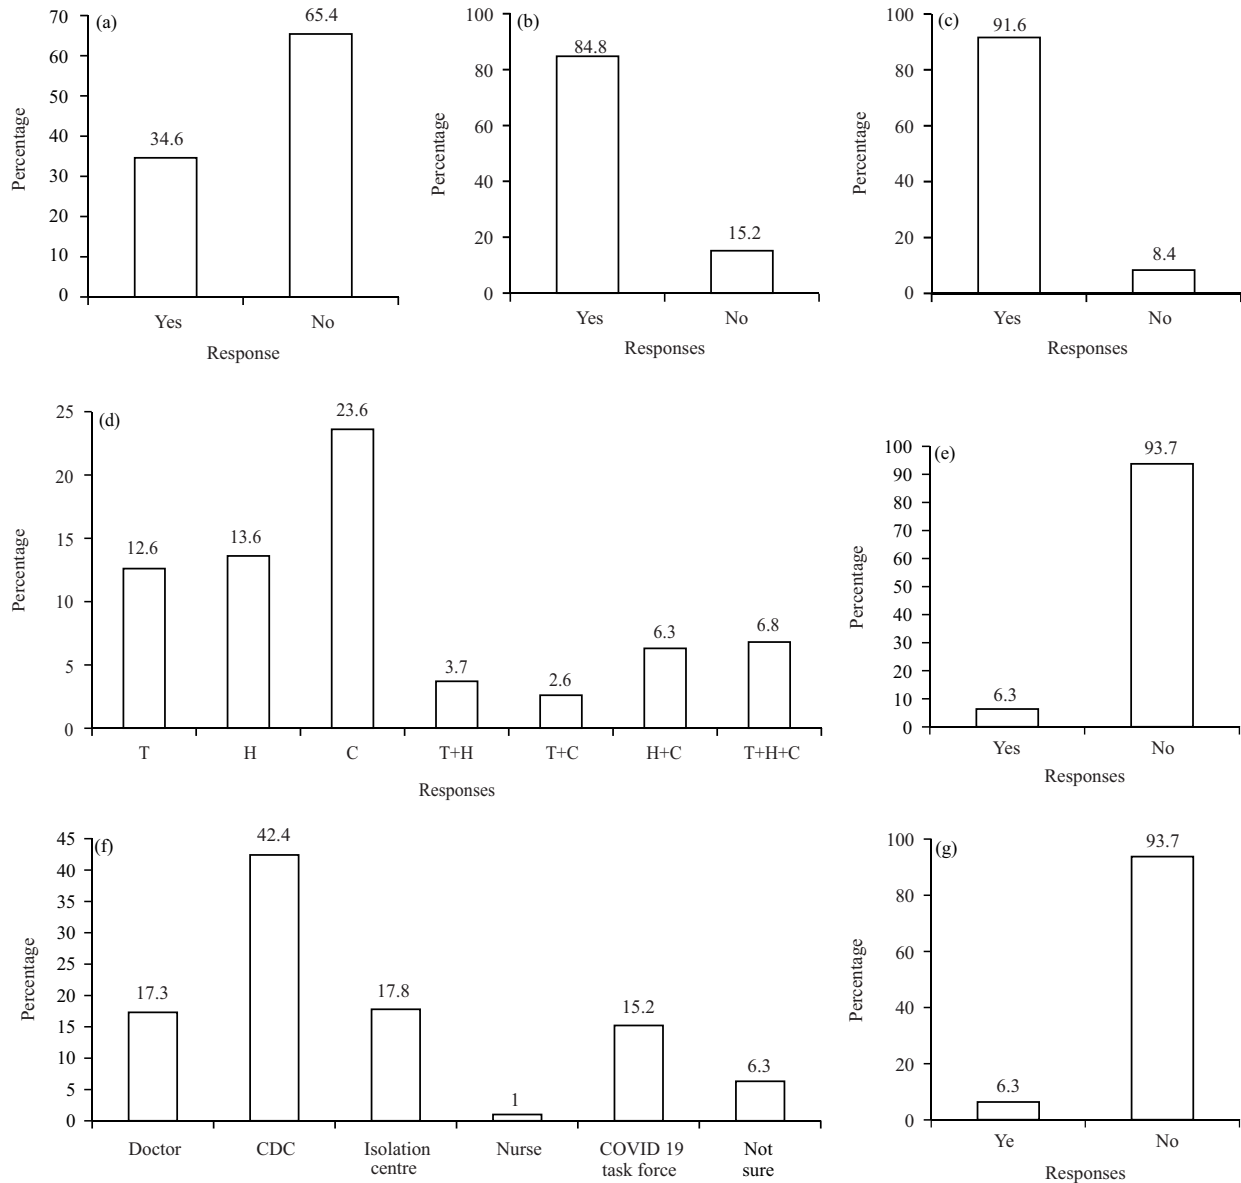 (a)
Percentage
70
60
50
40
30
20
10
0
34.6
65.4
Yes
No
Response
(b)
Percentage
100
80
60
40
20
0
84.8
15.2
Yes
No
Responses
(c)
Percentage
100
80
60
40
20
0
91.6
8.4
Yes
No
Responses
(d)
Percentage
25
20
15
10
5
0
12.6
13.6
23.6
3.7
2.6
6.3
6.8
T
H
C
T+H
T+C
H+C
T+H+C
Responses
(e)
Percentage
100
90
80
70
60
50
40
30
20
10
0
6.3
93.7
Yes
No
Responses
(f)
Percentage
45
40
35
30
25
20
15
10
5
0
17.3
42.4
17.8
1
15.2
6.3
Doctor
CDC
Isolation
centre
Nurse
COVID 19
task force
Not
sure
(g)
Percentage
100
80
60
40
20
0
6.3
93.7
Ye
No
Responses